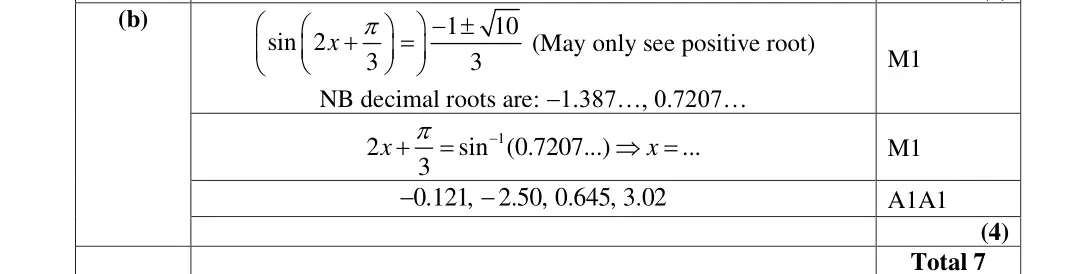 (b)
(sin(2x + π/3) =) (−1 ± √10)/3 (May only see positive root)
NB decimal roots are: −1.387…, 0.7207…
M1
2x + π/3 = sin⁻¹(0.7207...) ⇒ x = ...
M1
−0.121, − 2.50, 0.645, 3.02
A1A1
(4)
Total 7